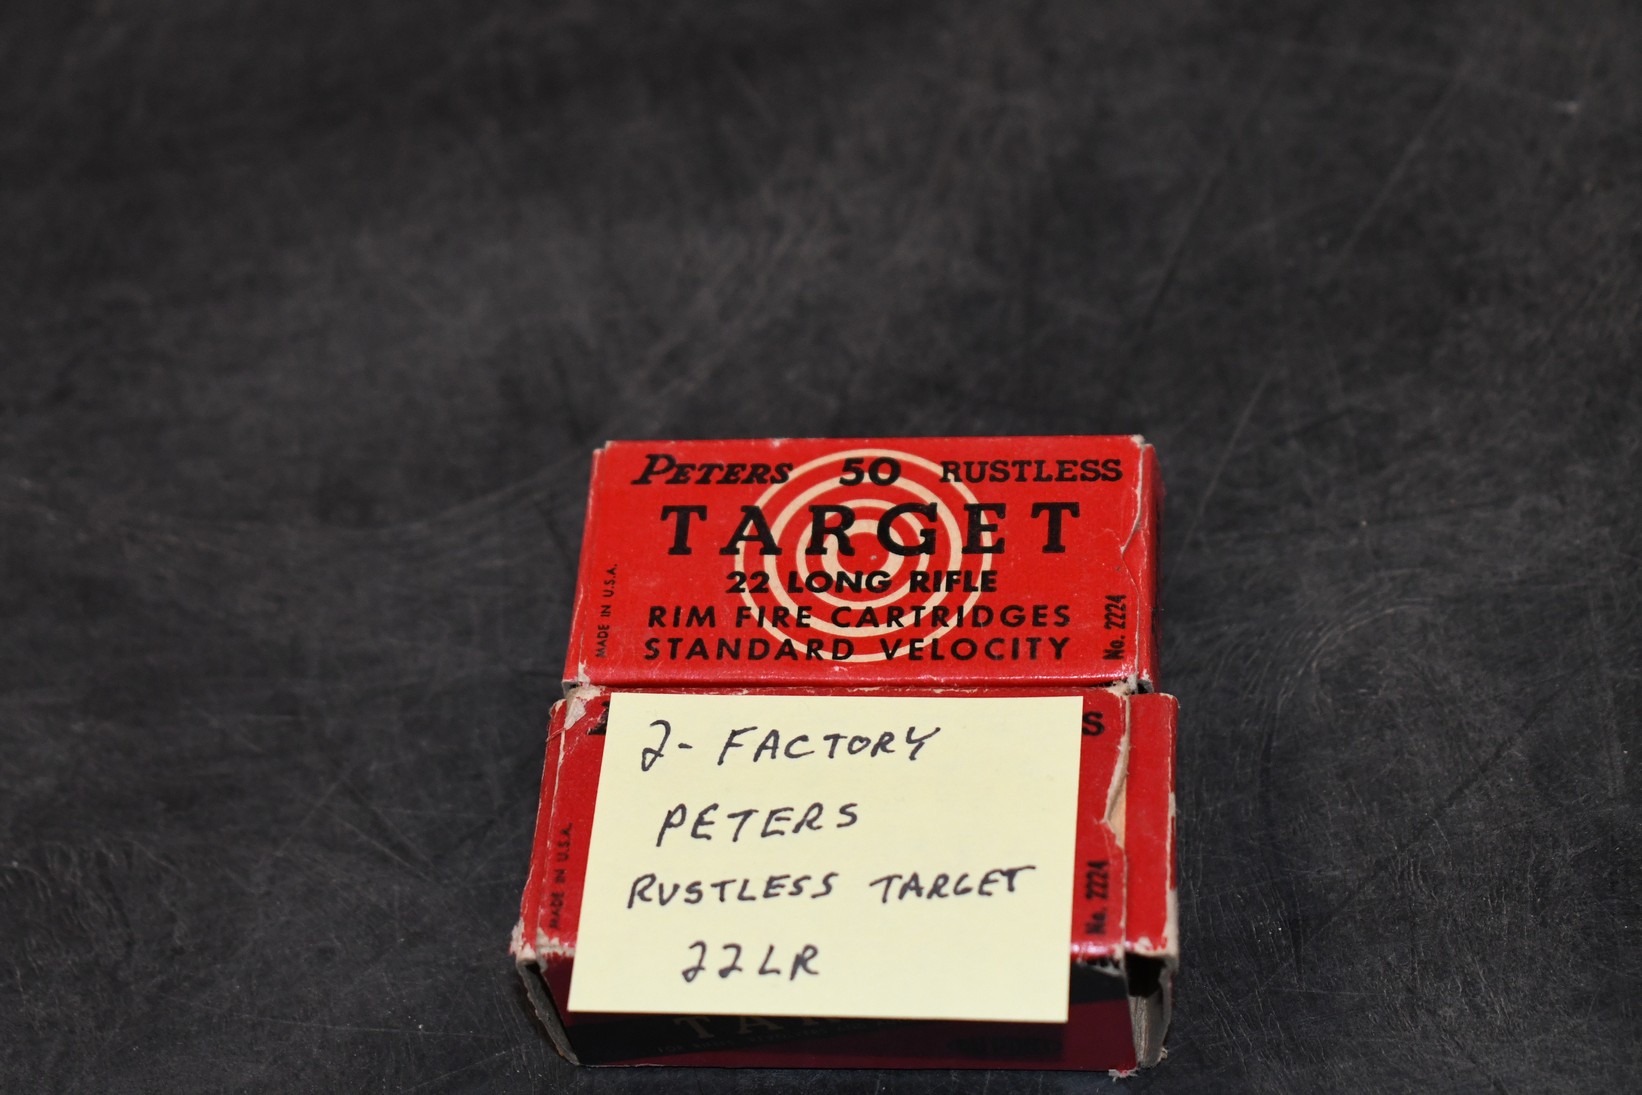 PETERS 50 RUSTLESS
TARGET
22 LONG RIFLE
RIM FIRE CARTRIDGES
STANDARD VELOCITY
MADE IN U.S.A.
No. 2224
2- FACTORY
PETERS
RUSTLESS TARGET
22LR
MADE IN U.S.A.
No. 2224